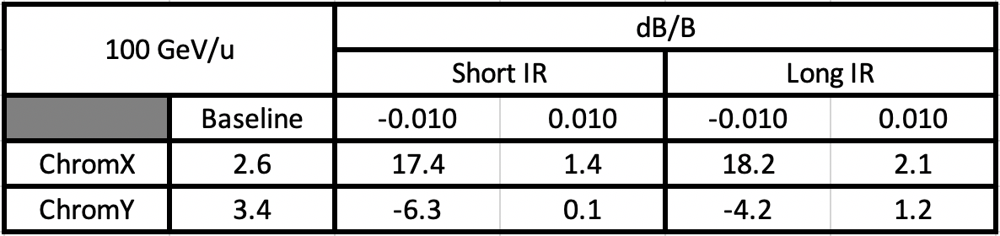 100 GeV/u
dB/B
Short IR Long IR
Baseline -0.010 0.010 -0.010 0.010
ChromX 2.6 17.4 1.4 18.2 2.1
ChromY 3.4 -6.3 0.1 -4.2 1.2